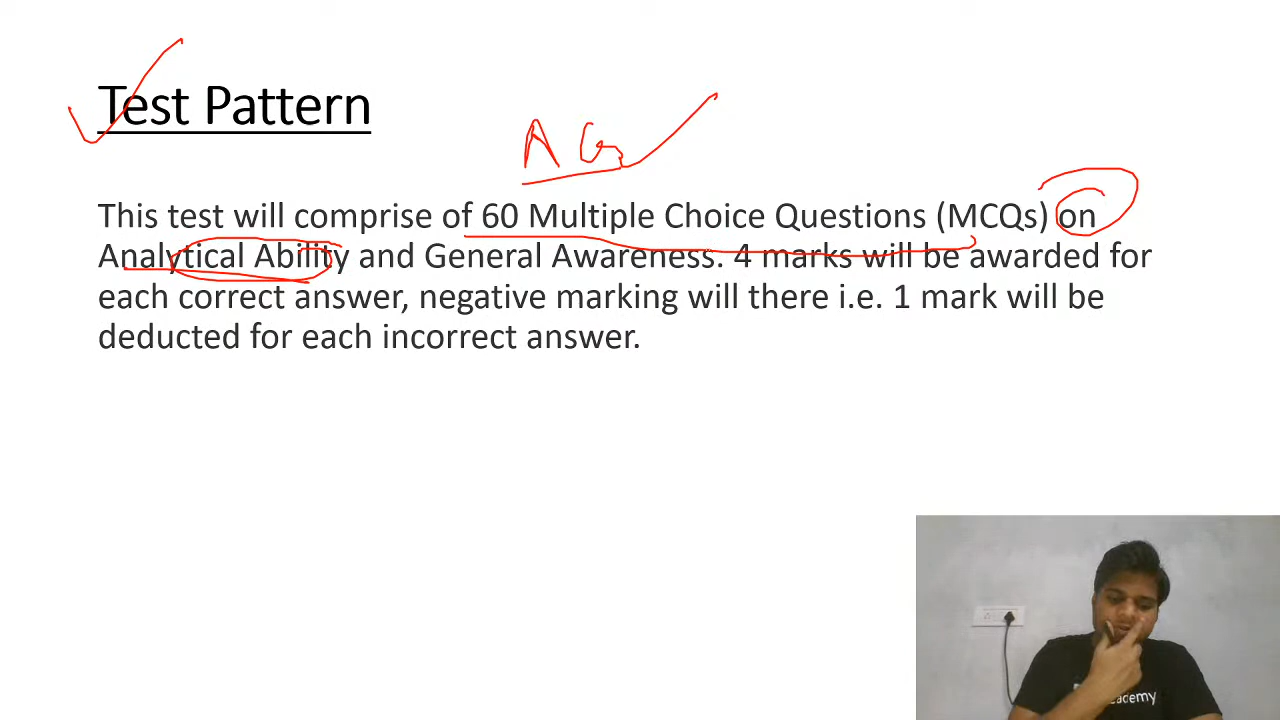 Test Pattern
A G
This test will comprise of 60 Multiple Choice Questions (MCQs) on
Analytical Ability and General Awareness. 4 marks will be awarded for
each correct answer, negative marking will there i.e. 1 mark will be
deducted for each incorrect answer.